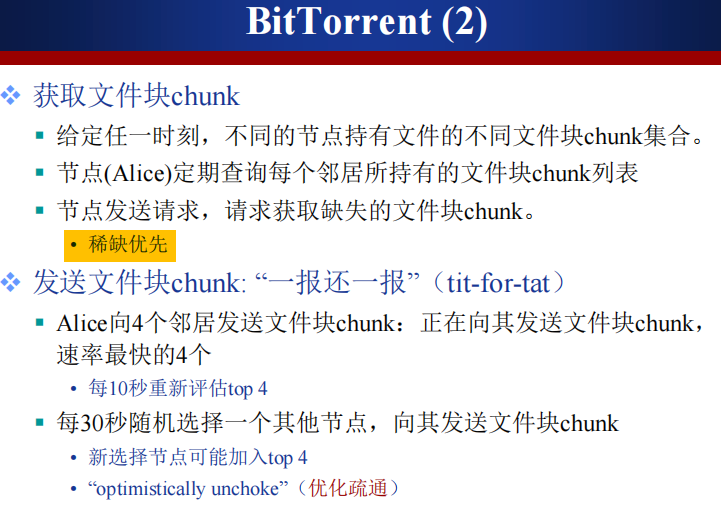 BitTorrent (2)
获取文件块chunk
给定任一时刻，不同的节点持有文件的不同文件块chunk集合。
节点(Alice)定期查询每个邻居所持有的文件块chunk列表
节点发送请求，请求获取缺失的文件块chunk。
• 稀缺优先
发送文件块chunk: “一报还一报”（tit-for-tat）
Alice向4个邻居发送文件块chunk：正在向其发送文件块chunk，
速率最快的4个
• 每10秒重新评估top 4
每30秒随机选择一个其他节点，向其发送文件块chunk
• 新选择节点可能加入top 4
• “optimistically unchoke”（优化疏通）